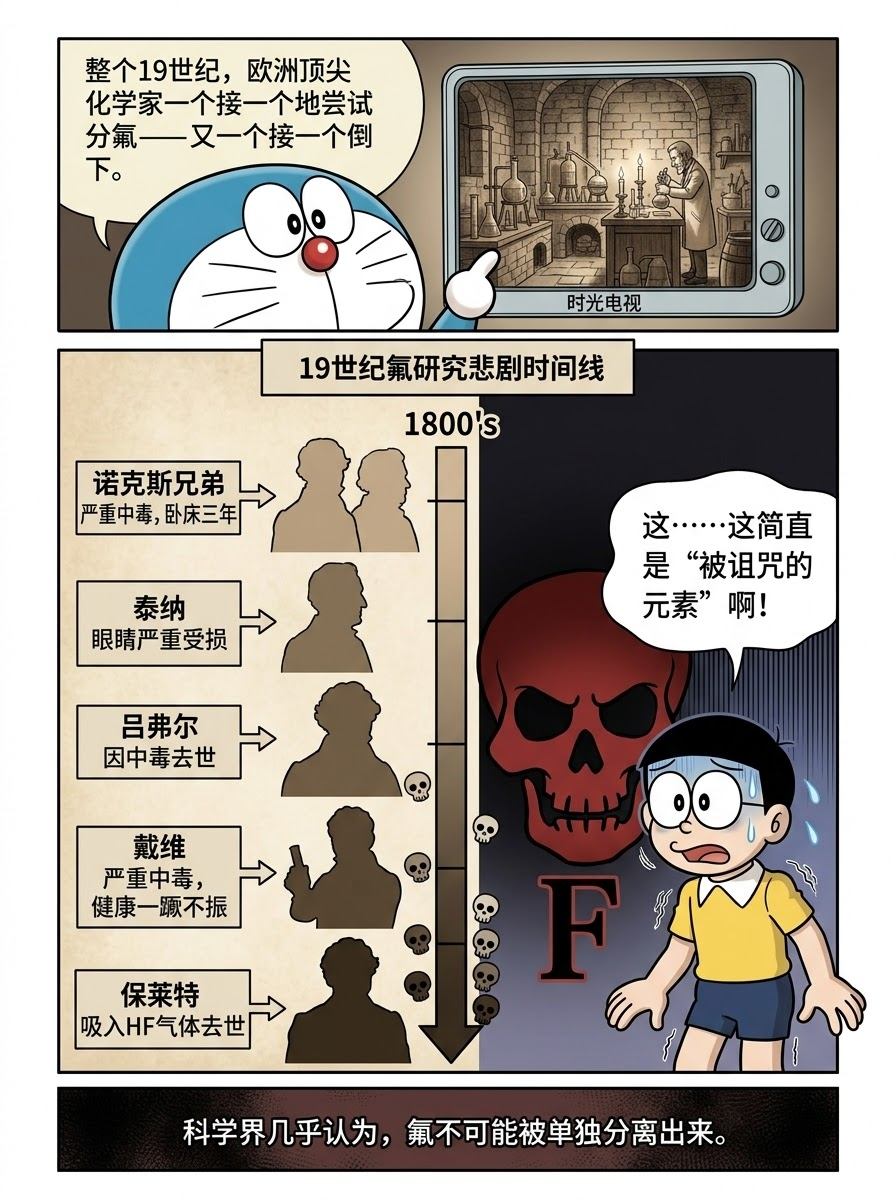 整个19世纪，欧洲顶尖
化学家一个接一个地尝试
分氟——又一个接一个倒
下。
时光电视
19世纪氟研究悲剧时间线
1800's
诺克斯兄弟
严重中毒，卧床三年
泰纳
眼睛严重受损
吕弗尔
因中毒去世
戴维
严重中毒，
健康一蹶不振
保莱特
吸入HF气体去世
这……这简直
是“被诅咒的
元素”啊！
F
科学界几乎认为，氟不可能被单独分离出来。